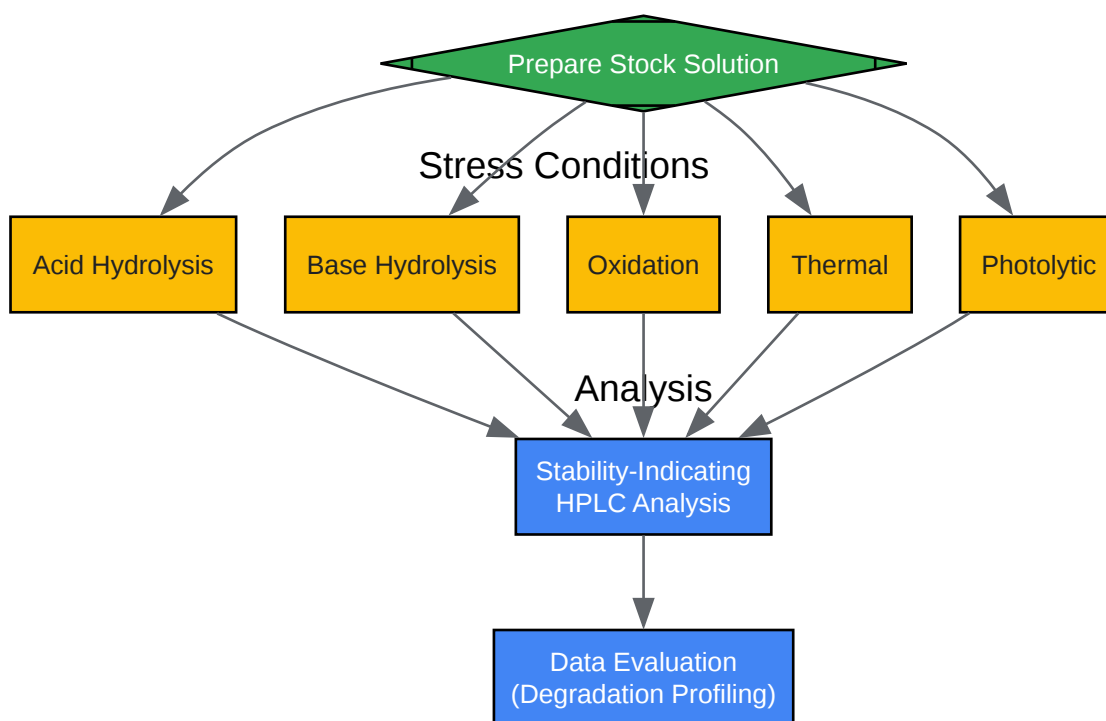 Prepare Stock Solution
Stress Conditions
Acid Hydrolysis
Base Hydrolysis
Oxidation
Thermal
Photolytic
Analysis
Stability-Indicating
HPLC Analysis
Data Evaluation
(Degradation Profiling)